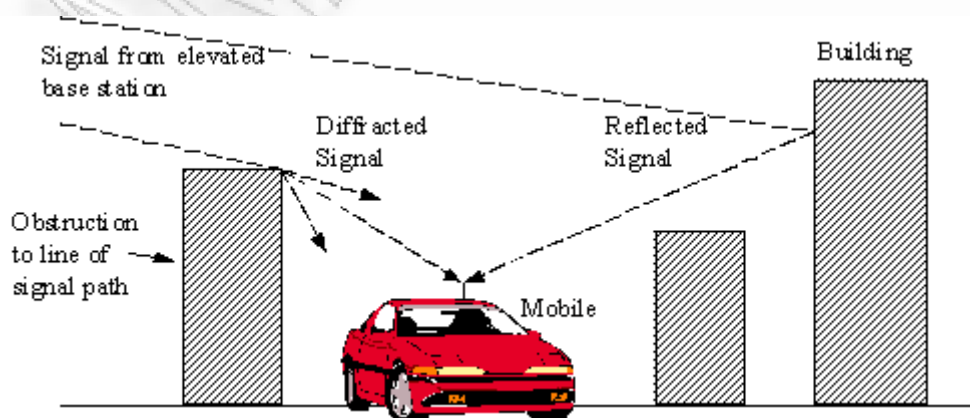 Signal from elevated
base station
Building
Diffracted
Signal
Reflected
Signal
Obstruction
to line of
signal path
Mobile